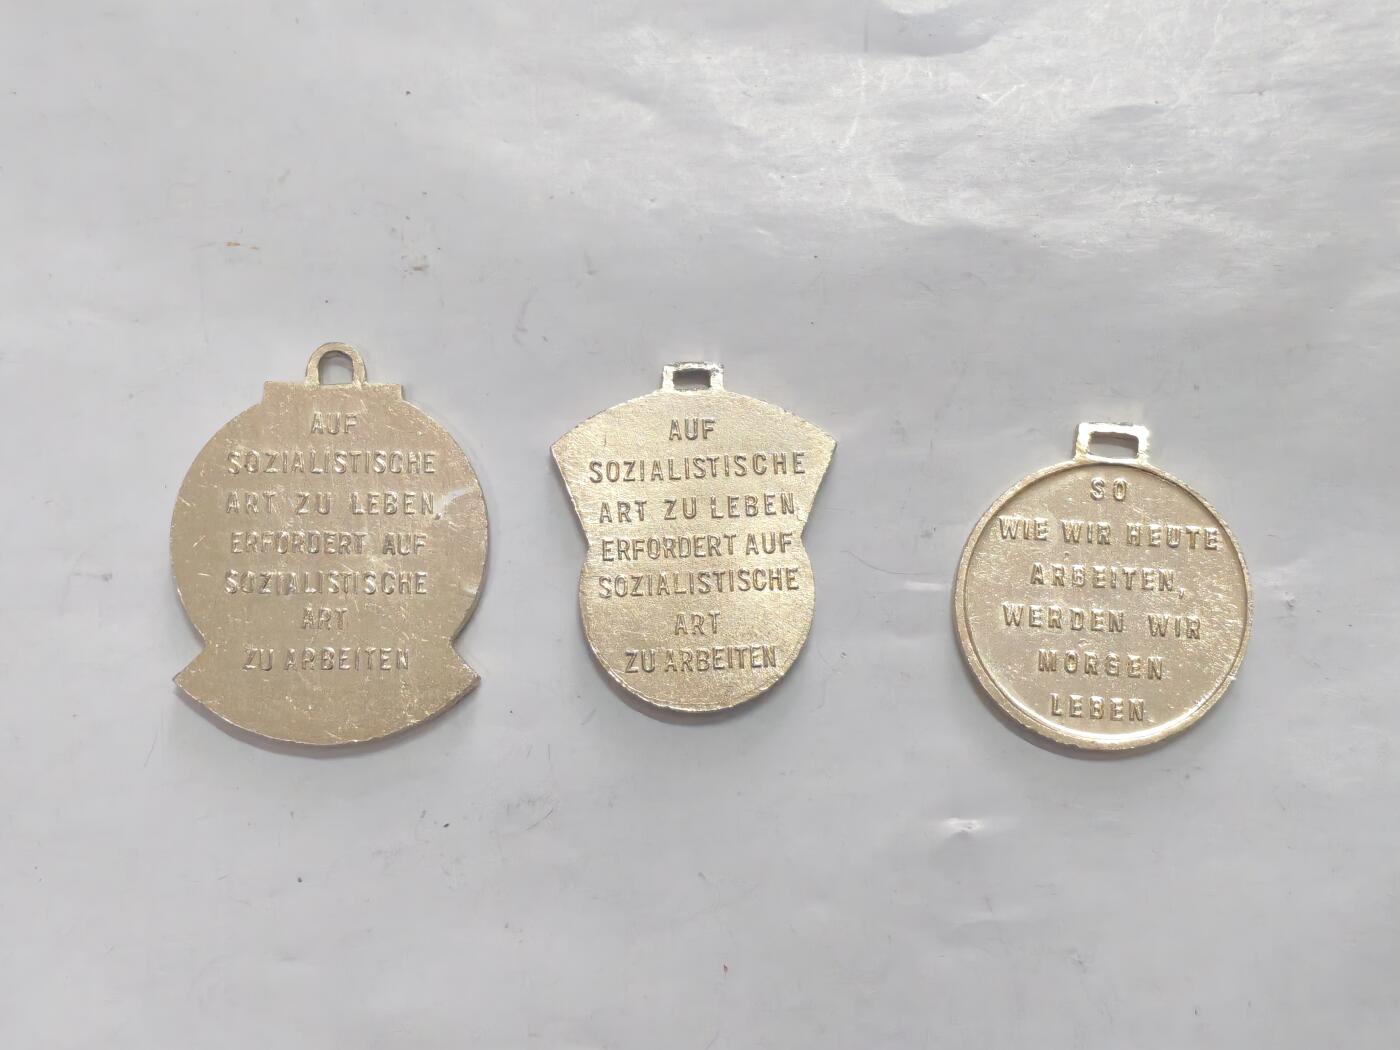 AUF
SOZIALISTISCHE
ART ZU LEBEN,
ERFORDERT AUF
SOZIALISTISCHE
ART
ZU ARBEITEN
AUF
SOZIALISTISCHE
ART ZU LEBEN,
ERFORDERT AUF
SOZIALISTISCHE
ART
ZU ARBEITEN
SO
WIE WIR HEUTE
ARBEITEN,
WERDEN WIR
MORGEN
LEBEN